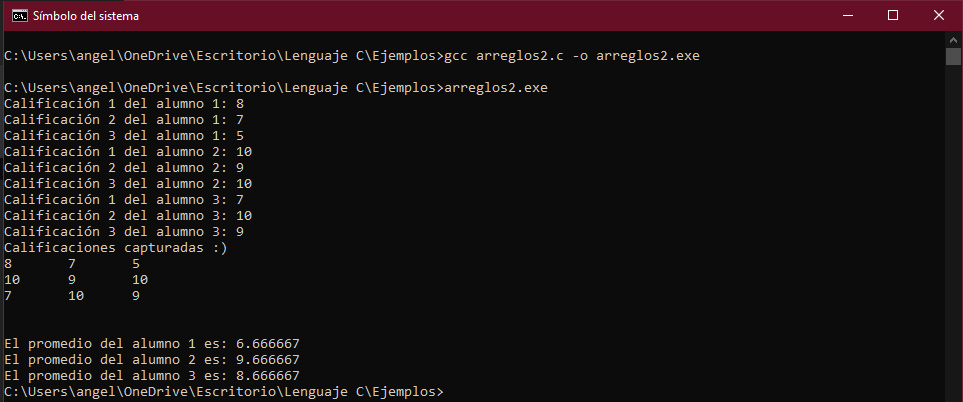 Símbolo del sistema
C:\Users\angel\OneDrive\Escritorio\Lenguaje C\Ejemplos>gcc arreglos2.c -o arreglos2.exe
C:\Users\angel\OneDrive\Escritorio\Lenguaje C\Ejemplos>arreglos2.exe
Calificación 1 del alumno 1: 8
Calificación 2 del alumno 1: 7
Calificación 3 del alumno 1: 5
Calificación 1 del alumno 2: 10
Calificación 2 del alumno 2: 9
Calificación 3 del alumno 2: 10
Calificación 1 del alumno 3: 7
Calificación 2 del alumno 3: 10
Calificación 3 del alumno 3: 9
Calificaciones capturadas :)
8 7 5
10 9 10
7 10 9
El promedio del alumno 1 es: 6.666667
El promedio del alumno 2 es: 9.666667
El promedio del alumno 3 es: 8.666667
C:\Users\angel\OneDrive\Escritorio\Lenguaje C\Ejemplos>